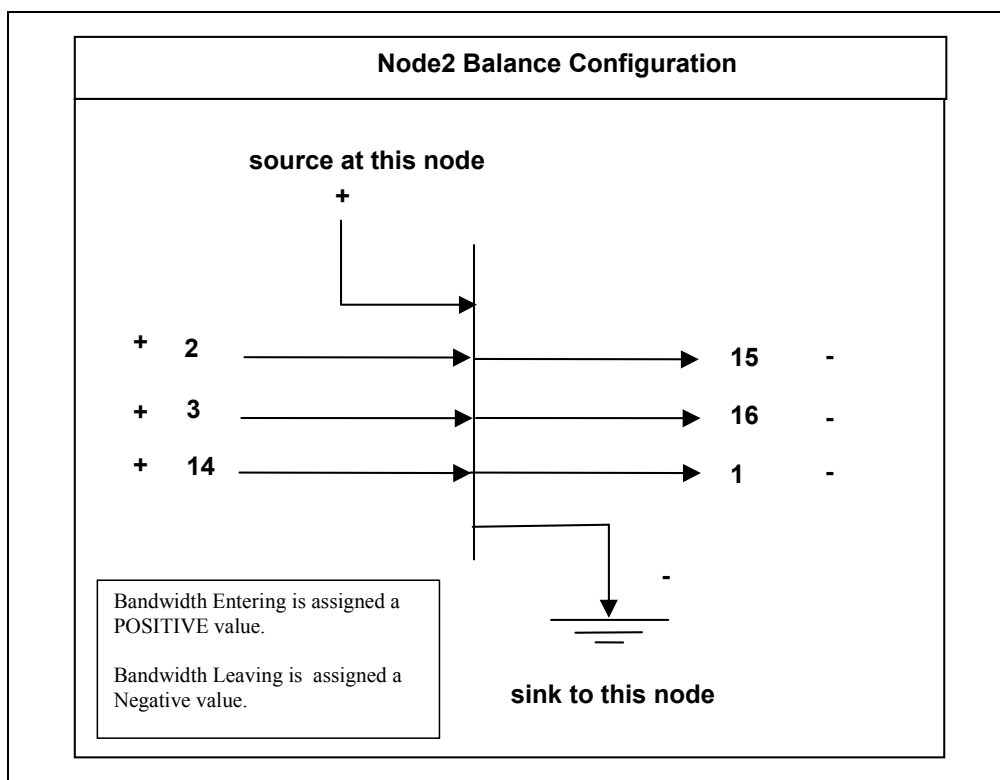 Node2 Balance Configuration
source at this node
+
+ 2 15 -
+ 3 16 -
+ 14 1 -
-
Bandwidth Entering is assigned a
POSITIVE value.
Bandwidth Leaving is assigned a
Negative value.
sink to this node